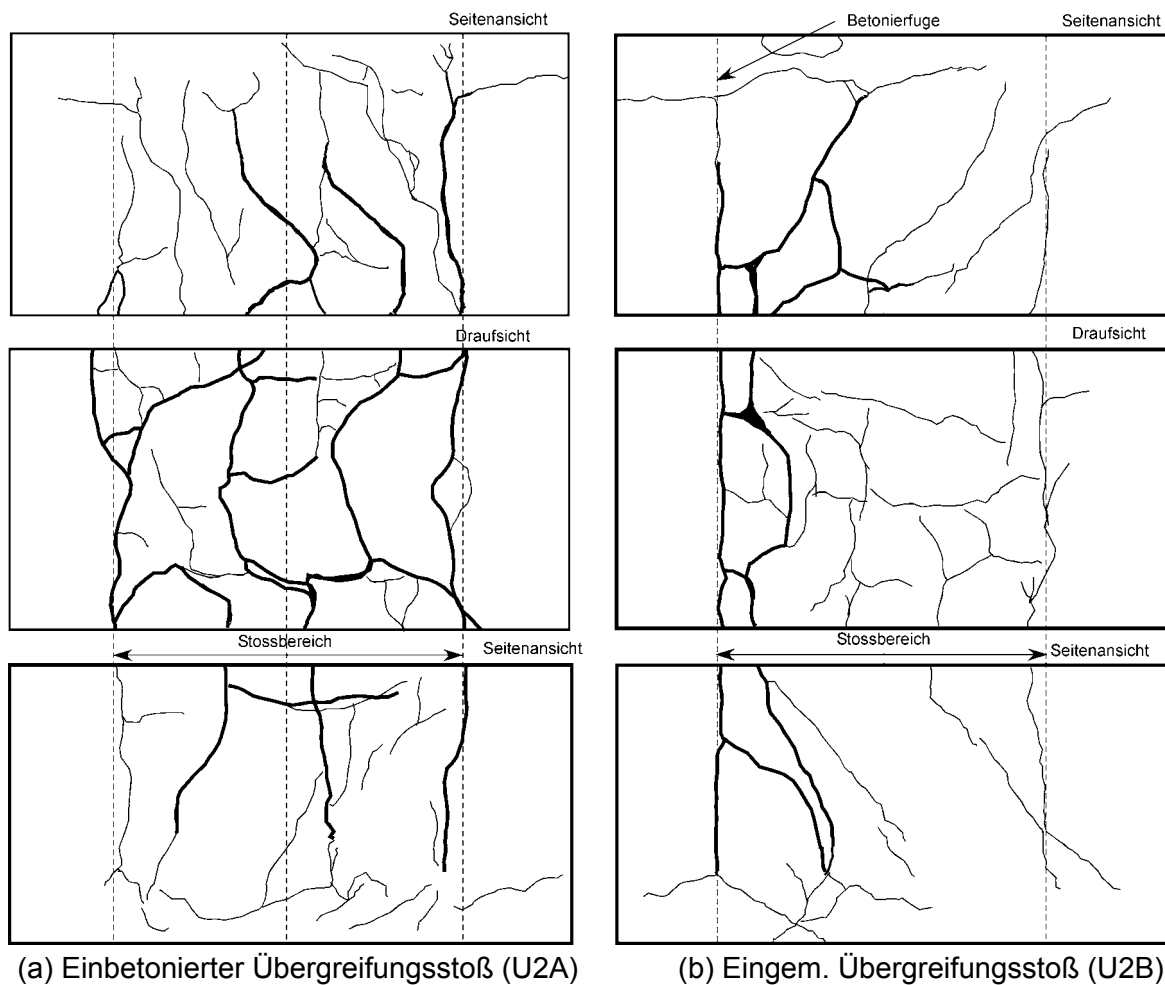 Seitenansicht
Draufsicht
Stossbereich
Seitenansicht
(a) Einbetonierter Übergreifungsstoß (U2A)
Betonierfuge
Seitenansicht
Draufsicht
Stossbereich
Seitenansicht
(b) Eingem. Übergreifungsstoß (U2B)